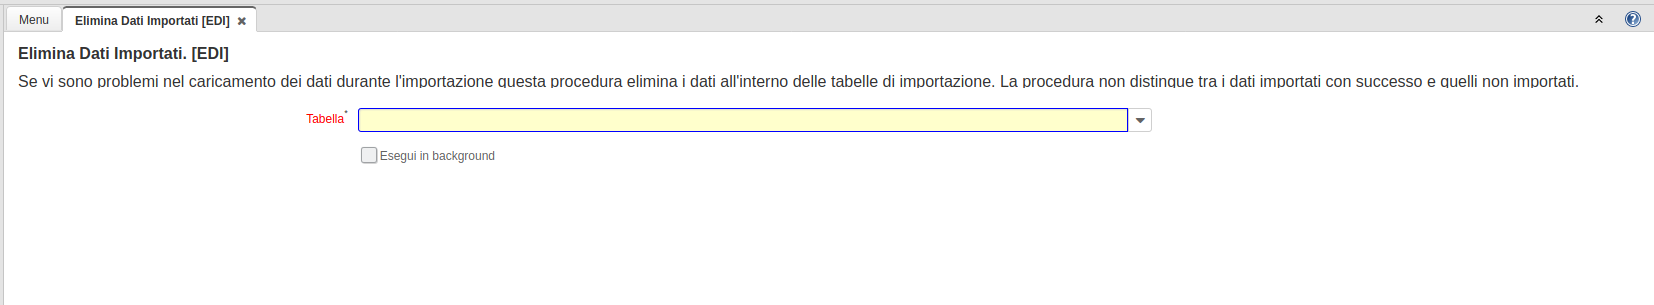 Menu
Elimina Dati Importati [EDI]
Elimina Dati Importati. [EDI]
Se vi sono problemi nel caricamento dei dati durante l'importazione questa procedura elimina i dati all'interno delle tabelle di importazione. La procedura non distingue tra i dati importati con successo e quelli non importati.
Tabella*
Esegui in background